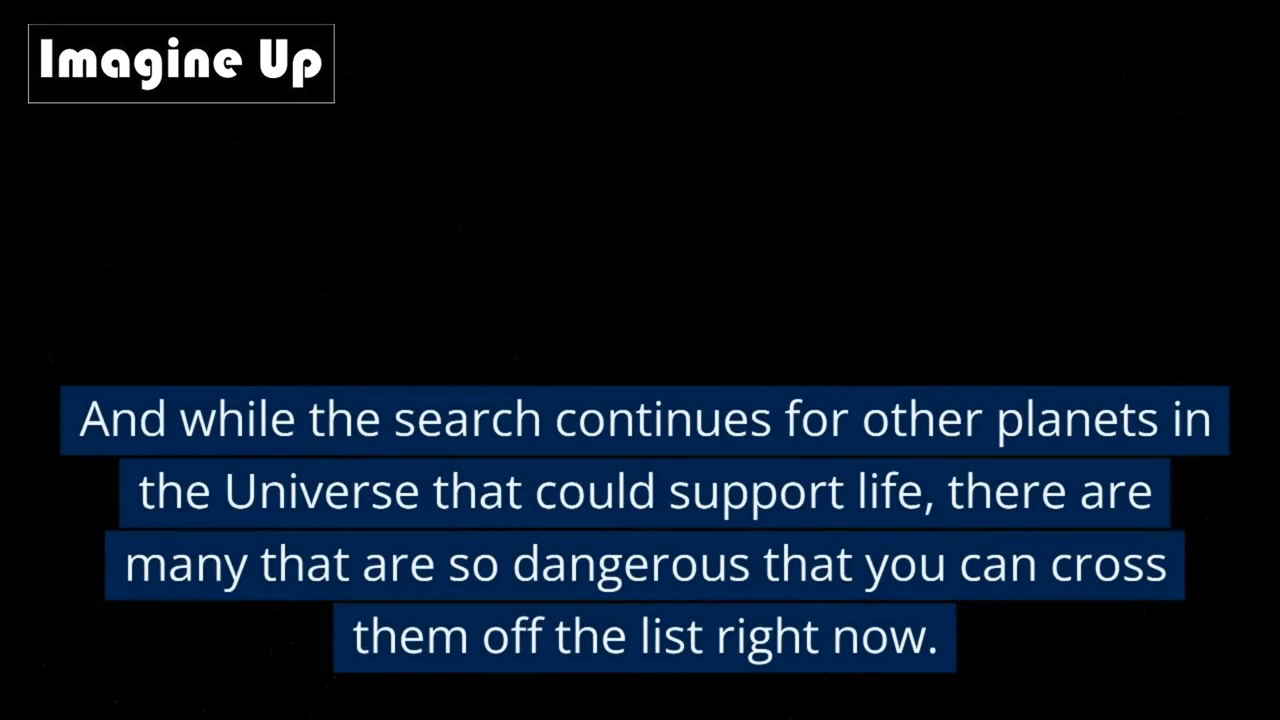 Imagine Up
And while the search continues for other planets in
the Universe that could support life, there are
many that are so dangerous that you can cross
them off the list right now.